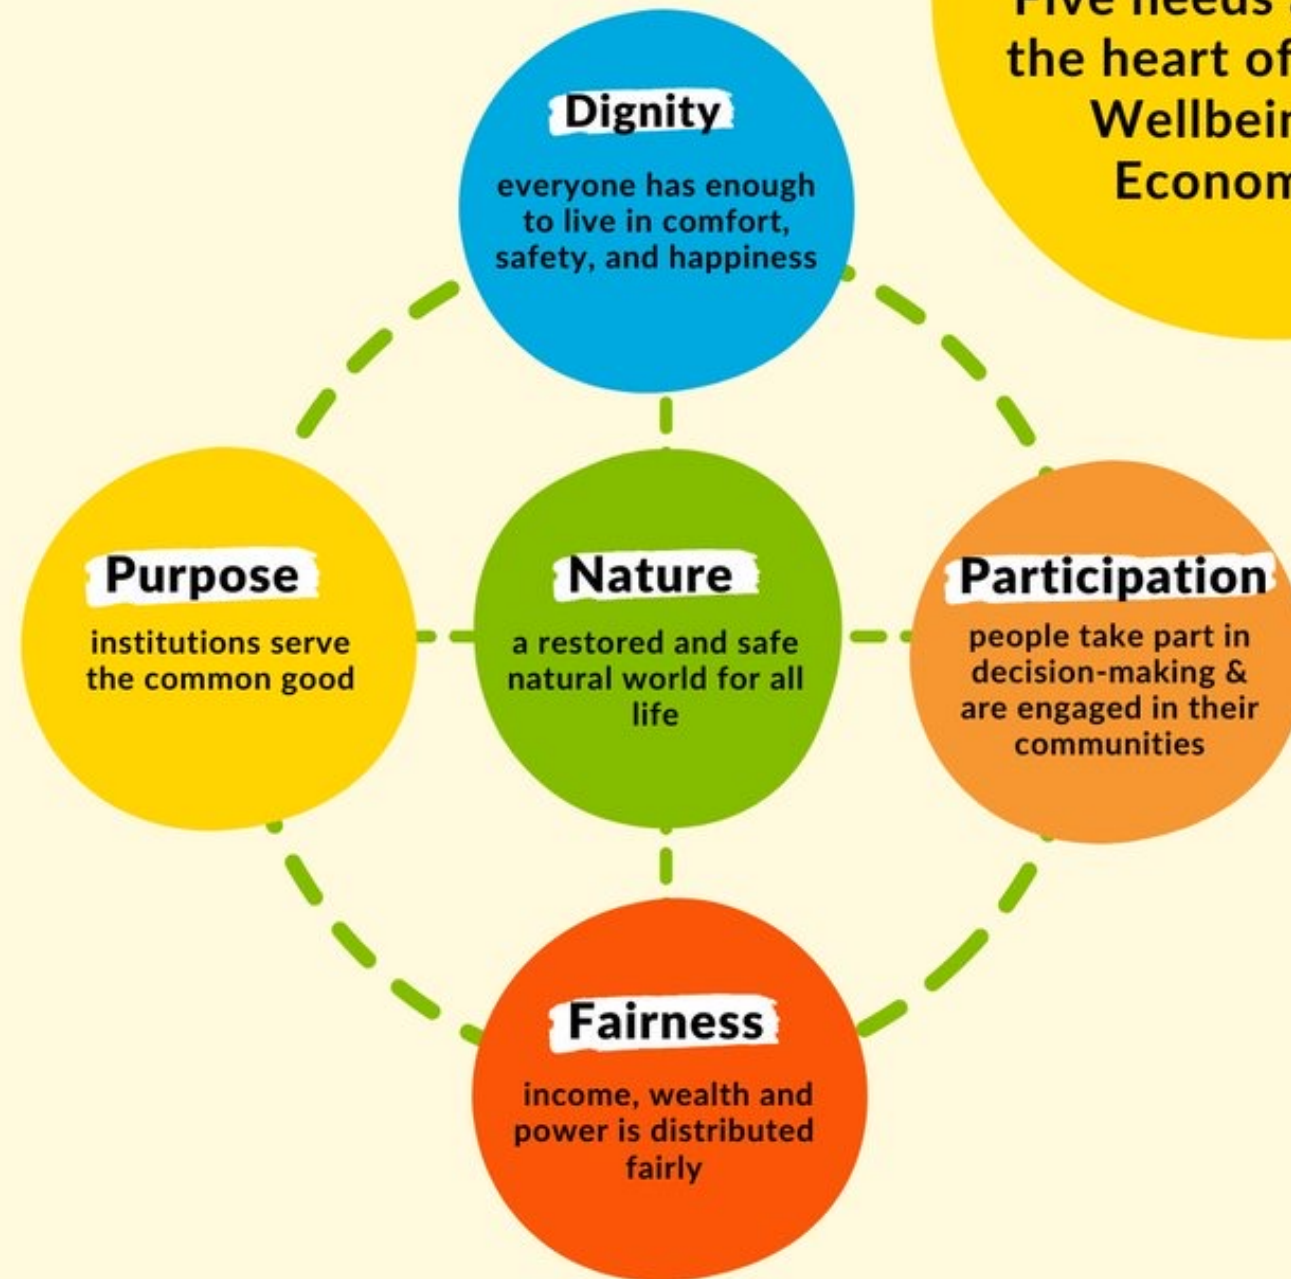 Five needs
the heart of
Dignity
everyone has enough
to live in comfort,
safety, and happiness
Purpose
institutions serve
the common good
Nature
a restored and safe
natural world for all
life
Participation
people take part in
decision-making &
are engaged in their
communities
Fairness
income, wealth and
power is distributed
fairly